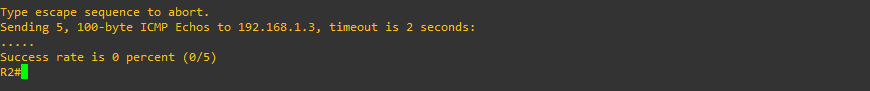 Type escape sequence to abort.
Sending 5, 100-byte ICMP Echos to 192.168.1.3, timeout is 2 seconds:
.....
Success rate is 0 percent (0/5)
R2#